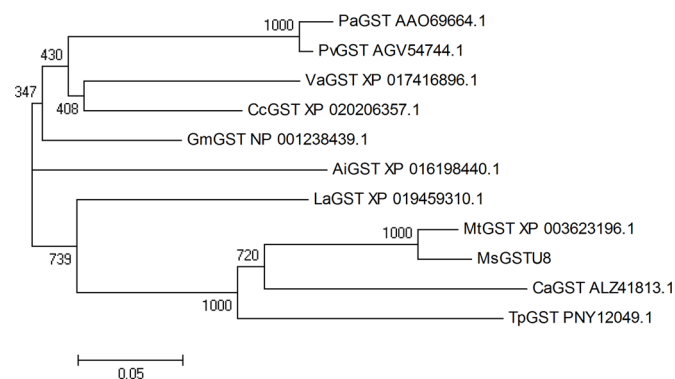 1000
PaGST AAO69664.1
PvGST AGV54744.1
430
VaGST XP 017416896.1
347
408
CcGST XP 020206357.1
GmGST NP 001238439.1
AiGST XP 016198440.1
LaGST XP 019459310.1
1000
MtGST XP 003623196.1
720
MsGSTU8
739
CaGST ALZ41813.1
1000
TpGST PNY12049.1
0.05